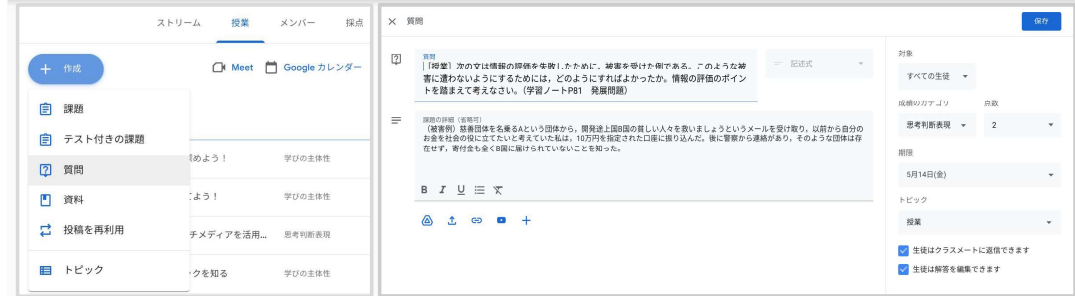 ストリーム 授業 メンバー 採点
作成
Meet Google カレンダー
課題
テスト付きの課題
質問
資料
投稿を再利用
トピック
めよう！ 学びの主体性
よう！ 学びの主体性
チメディアを活用... 思考判断表現
クを知る 学びの主体性
質問
保存
質問
［授業］次の文は情報の評価を失敗したために，被害を受けた例である。このような被
害に遭わないようにするためには，どのようにすればよかったか。情報の評価のポイン
トを踏まえて考えなさい。（学習ノートP81　発展問題）
記述式
課題の詳細（省略可）
（被害例）慈善団体を名乗るAという団体から，開発途上国B国の貧しい人々を救いましょうというメールを受け取り，以前から自分の
お金を社会の役に立てたいと考えていた私は，10万円を指定された口座に振り込んだ。後に警察から連絡があり，そのような団体は存
在せず，寄付金も全くB国に届けられていないことを知った。
B I U
対象
すべての生徒
成績のカテゴリ 点数
思考判断表現 2
期限
5月14日(金)
トピック
授業
生徒はクラスメートに返信できます
生徒は解答を編集できます